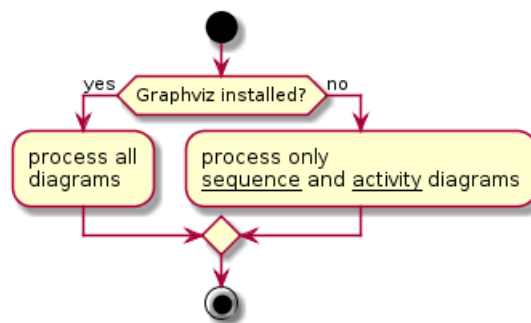 yes
Graphviz installed?
no
process all
diagrams
process only
sequence and activity diagrams